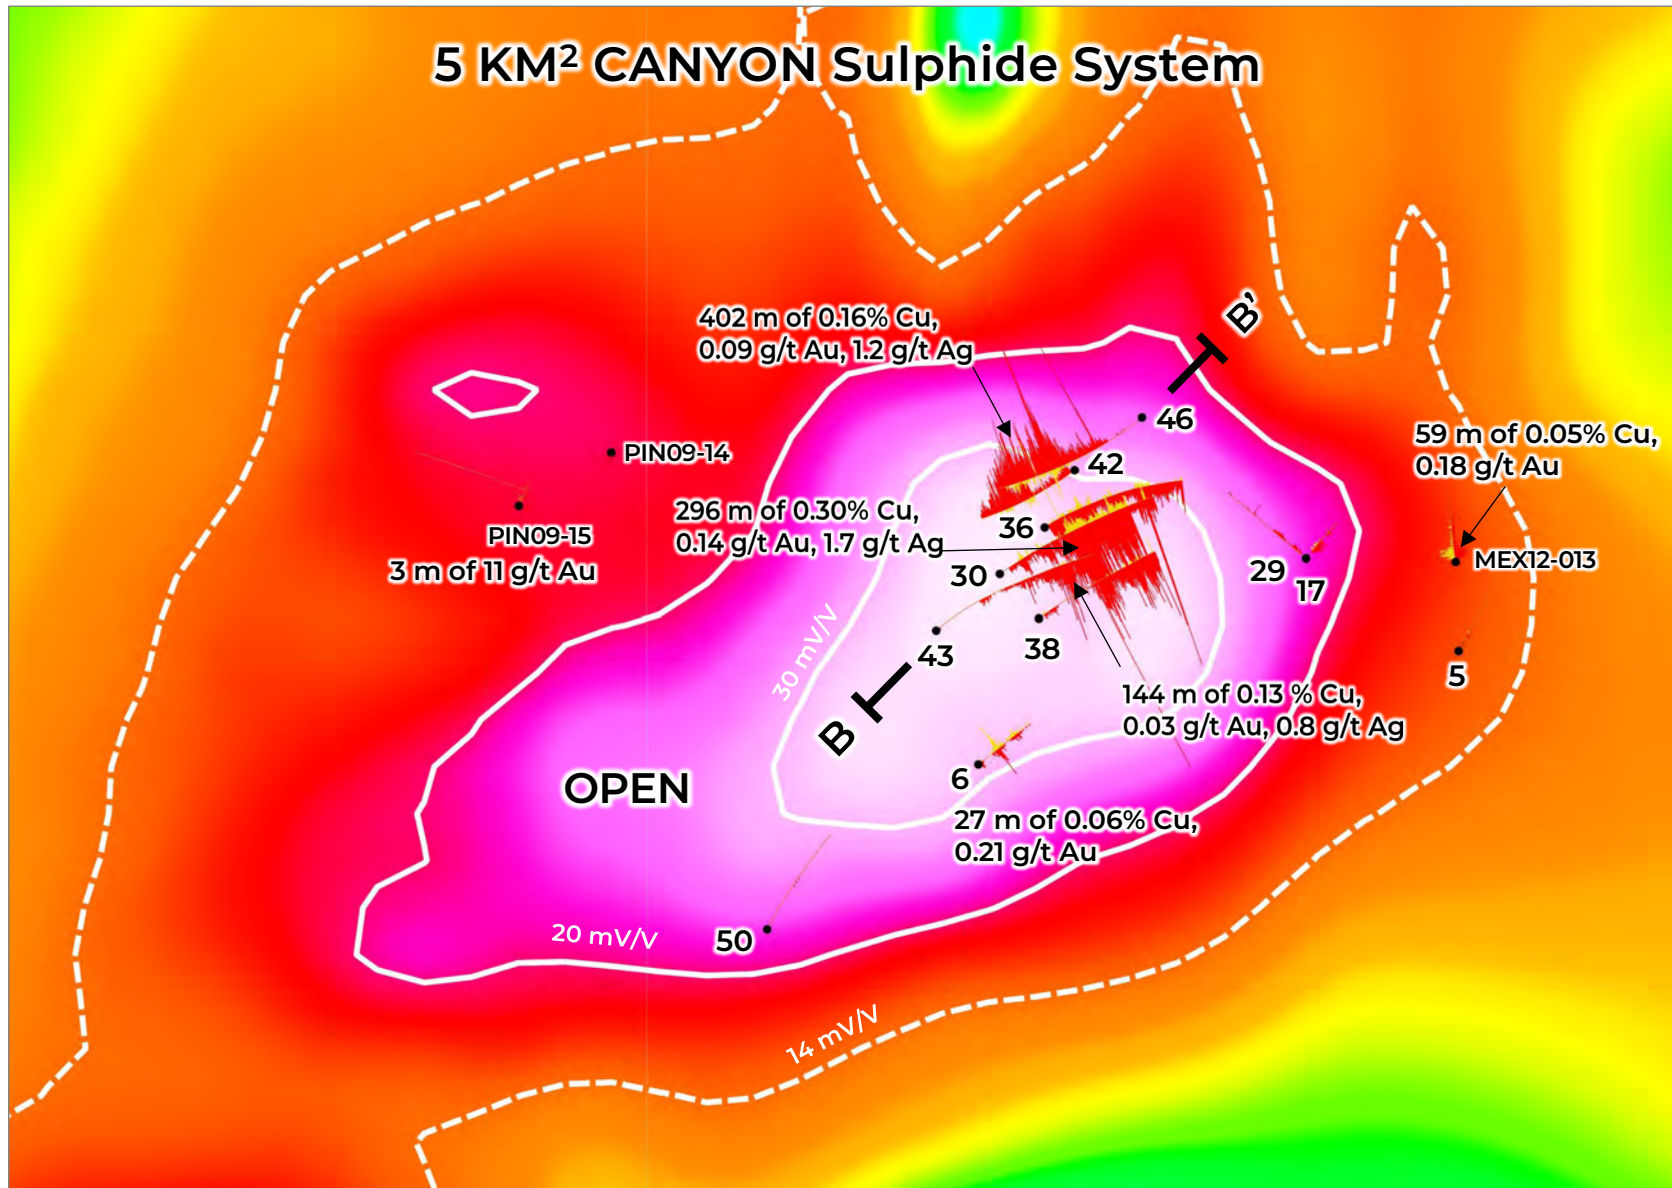 5 KM² CANYON Sulphide System
B'
402 m of 0.16% Cu,
0.09 g/t Au, 1.2 g/t Ag
46
59 m of 0.05% Cu,
0.18 g/t Au
PIN09-14
42
296 m of 0.30% Cu,
0.14 g/t Au, 1.7 g/t Ag
36
PIN09-15
3 m of 11 g/t Au
30
29
17
MEX12-013
30 mV/V
43
38
5
144 m of 0.13 % Cu,
0.03 g/t Au, 0.8 g/t Ag
B
OPEN
6
27 m of 0.06% Cu,
0.21 g/t Au
20 mV/V
50
14 mV/V